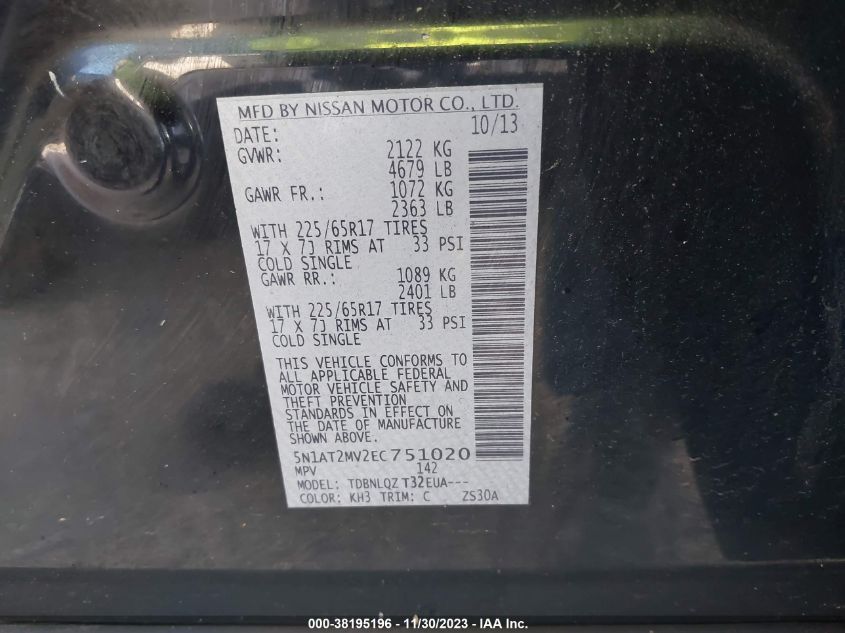 MFD BY NISSAN MOTOR CO., LTD.
DATE: 10/13
GVWR: 2122 KG
4679 LB
GAWR FR.: 1072 KG
2363 LB
WITH 225/65R17 TIRES
17 X 7J RIMS AT 33 PSI
COLD SINGLE
GAWR RR.: 1089 KG
2401 LB
WITH 225/65R17 TIRES
17 X 7J RIMS AT 33 PSI
COLD SINGLE
THIS VEHICLE CONFORMS TO
ALL APPLICABLE FEDERAL
MOTOR VEHICLE SAFETY AND
THEFT PREVENTION
STANDARDS IN EFFECT ON
THE DATE OF MANUFACTURE
SHOWN ABOVE.
5N1AT2MV2EC751020
MPV 142
MODEL: TDBNLQZ T32EUA---
COLOR: KH3 TRIM: C ZS30A
000-38195196 - 11/30/2023 - IAA Inc.